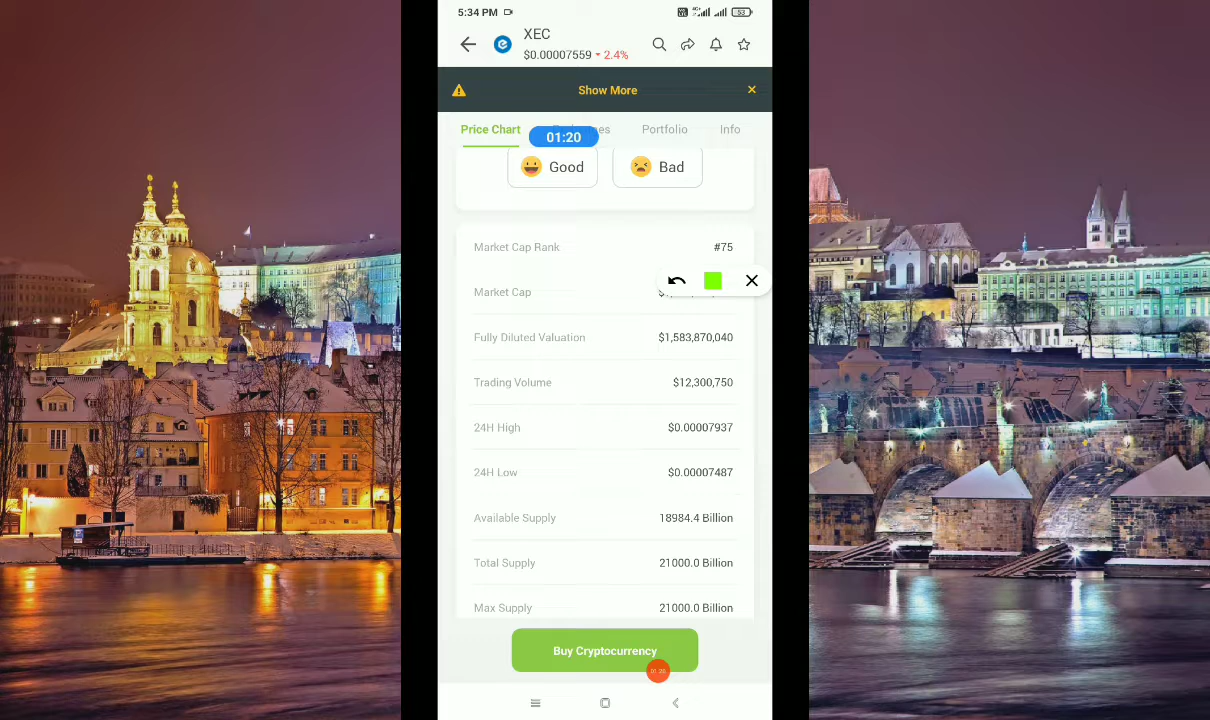 5:34 PM
4G
53
XEC
$0.00007559 2.4%
Show More
Price Chart
Portfolio
Info
01:20
Good
Bad
Market Cap Rank
#75
Market Cap
Fully Diluted Valuation
$1,583,870,040
Trading Volume
$12,300,750
24H High
$0.00007937
24H Low
$0.00007487
Available Supply
18984.4 Billion
Total Supply
21000.0 Billion
Max Supply
21000.0 Billion
Buy Cryptocurrency